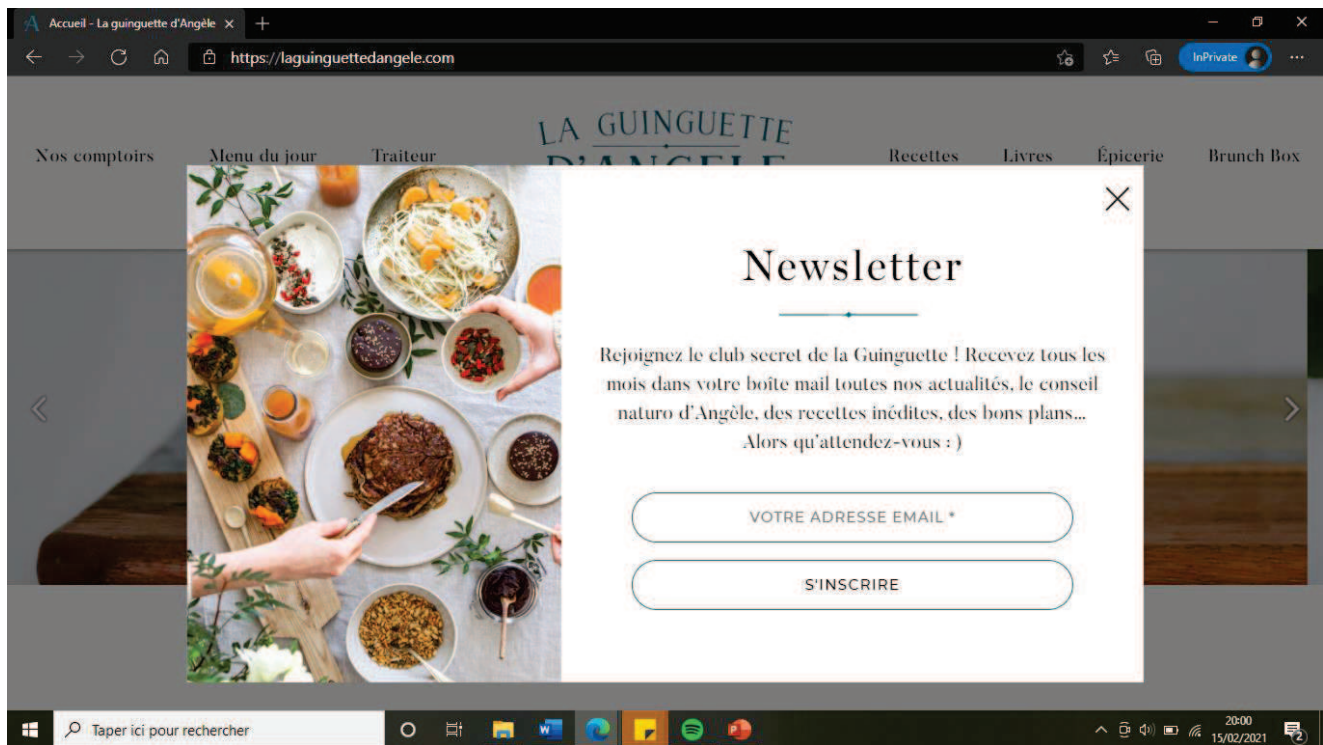 Accueil - La guinguette d'Angèle
https://laguinguettedangele.com
InPrivate
LA GUINGUETTE
D'ANGELE
Nos comptoirs
Menu du jour
Traiteur
Recettes
Livres
Épicerie
Brunch Box
Newsletter
Rejoignez le club secret de la Guinguette ! Recevez tous les
mois dans votre boîte mail toutes nos actualités, le conseil
naturo d'Angèle, des recettes inédites, des bons plans...
Alors qu'attendez-vous : )
VOTRE ADRESSE EMAIL *
S'INSCRIRE
Taper ici pour rechercher
20:00
15/02/2021
2